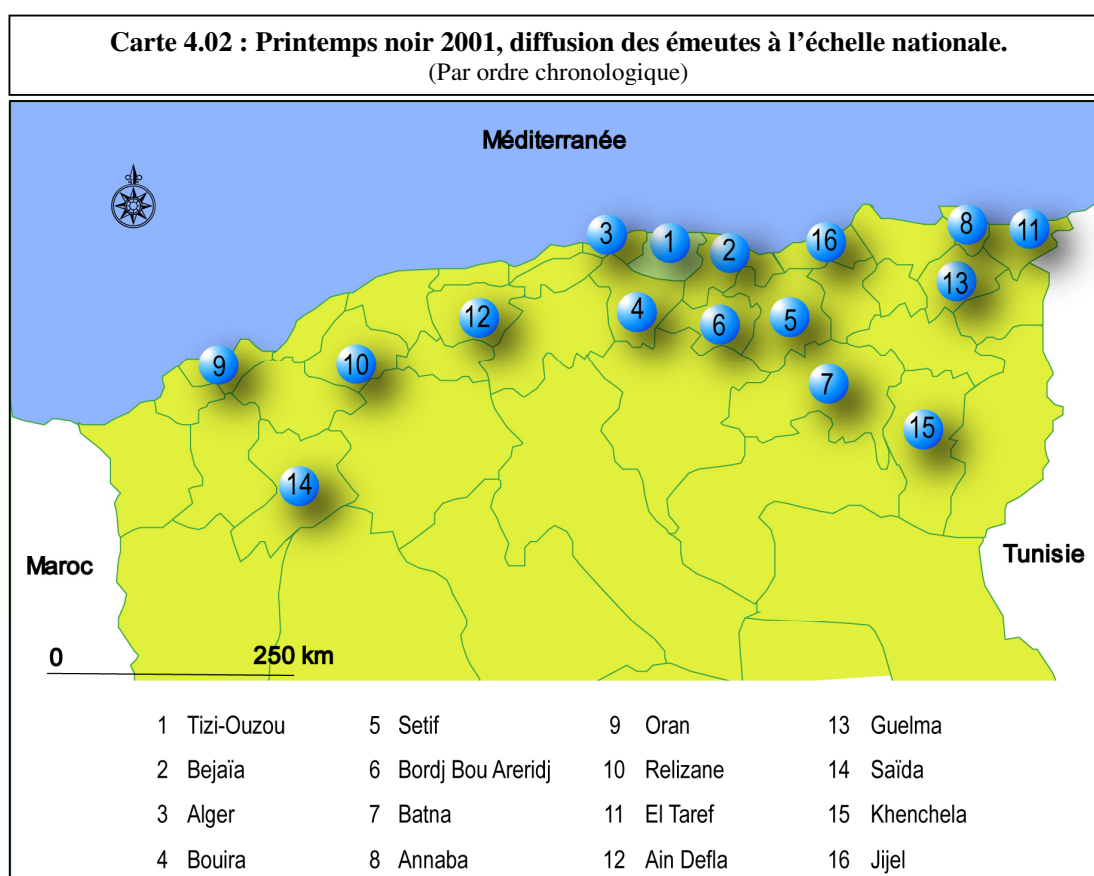 Carte 4.02 : Printemps noir 2001, diffusion des émeutes à l’échelle nationale.
(Par ordre chronologique)
Méditerranée
3 1 2 16 8 11
13
12 4 6 5
9 10 7
15
14
Maroc
Tunisie
0 250 km
1 Tizi-Ouzou 5 Setif 9 Oran 13 Guelma
2 Bejaïa 6 Bordj Bou Areridj 10 Relizane 14 Saïda
3 Alger 7 Batna 11 El Taref 15 Khenchela
4 Bouira 8 Annaba 12 Ain Defla 16 Jijel